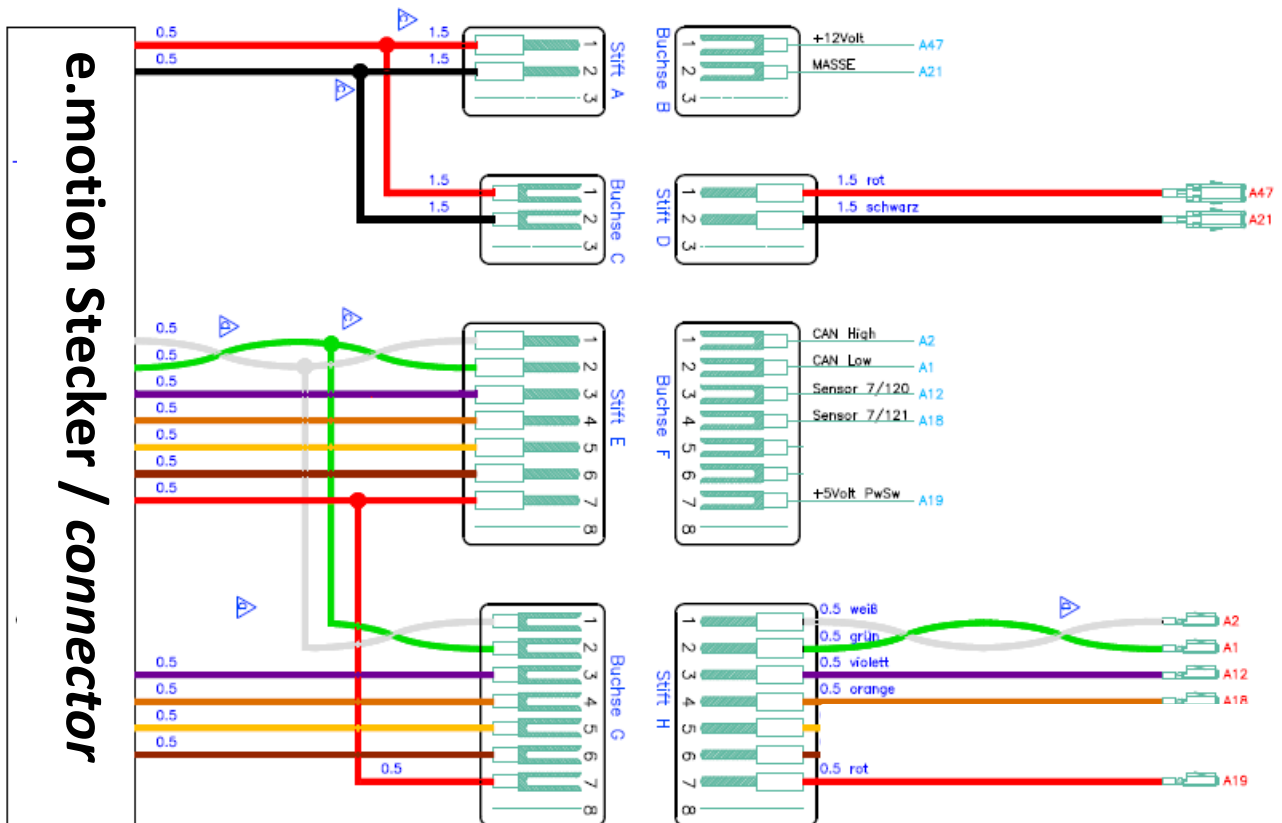 e.motion Stecker / connector
0.5
1.5
0.5
1.5
1
2
3
Stift A
Buchse B
1
2
3
+12Volt
A47
MASSE
A21
1.5
1.5
1
2
3
Buchse C
Stift D
1
2
3
1.5 rot
A47
1.5 schwarz
A21
0.5
0.5
0.5
0.5
0.5
0.5
0.5
1
2
3
4
5
6
7
8
Stift E
Buchse F
1
2
3
4
5
6
7
8
CAN High
A2
CAN Low
A1
Sensor 7/120
A12
Sensor 7/121
A18
+5Volt PwSw
A19
0.5
0.5
0.5
0.5
0.5
1
2
3
4
5
6
7
8
Buchse G
Stift H
1
2
3
4
5
6
7
8
0.5 weiß
A2
0.5 grün
A1
0.5 violett
A12
0.5 orange
A18
0.5 rot
A19